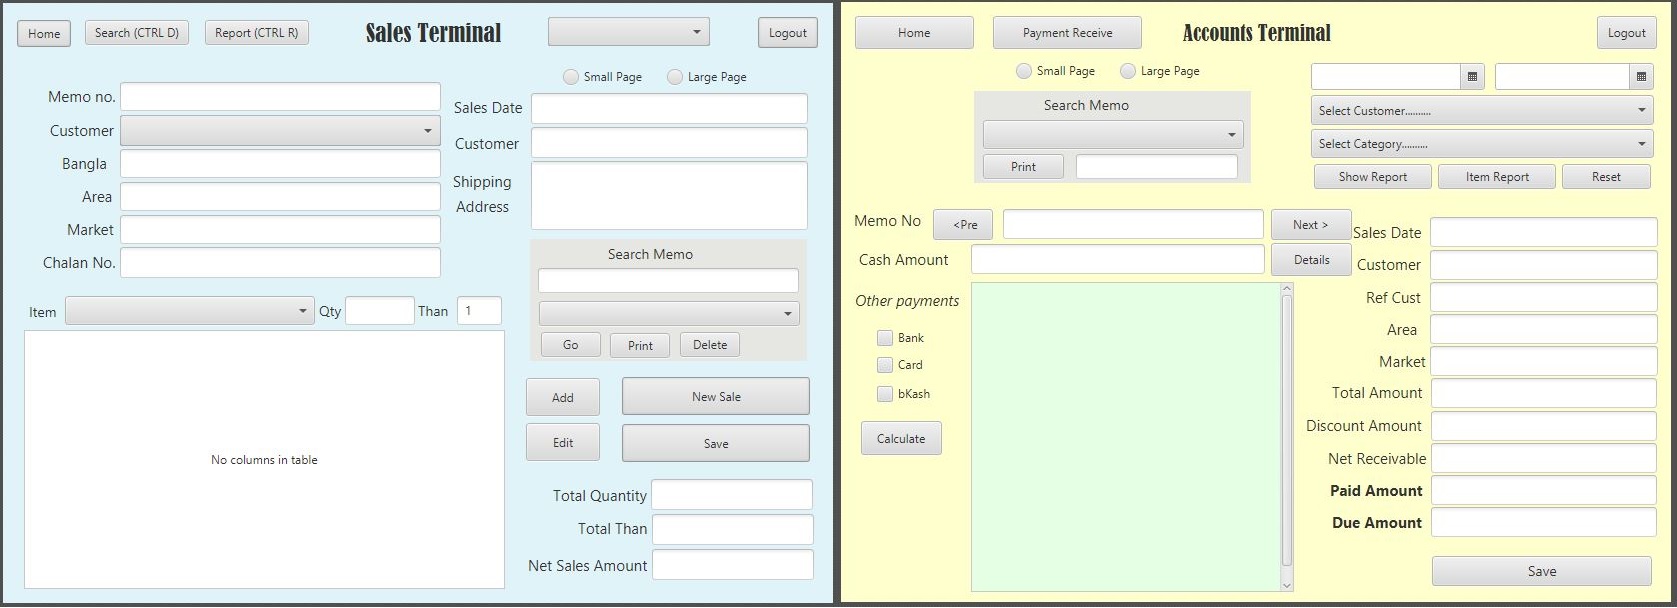 Home
Search (CTRL D)
Report (CTRL R)
Sales Terminal
Logout
Small Page
Large Page
Memo no.
Customer
Bangla
Area
Market
Chalan No.
Sales Date
Customer
Shipping
Address
Search Memo
Go
Print
Delete
Item
Qty
Than
1
No columns in table
Add
New Sale
Edit
Save
Total Quantity
Total Than
Net Sales Amount
Home
Payment Receive
Accounts Terminal
Logout
Small Page
Large Page
Search Memo
Print
Select Customer..........
Select Category..........
Show Report
Item Report
Reset
Memo No
<Pre
Next >
Cash Amount
Details
Other payments
Bank
Card
bKash
Calculate
Sales Date
Customer
Ref Cust
Area
Market
Total Amount
Discount Amount
Net Receivable
Paid Amount
Due Amount
Save